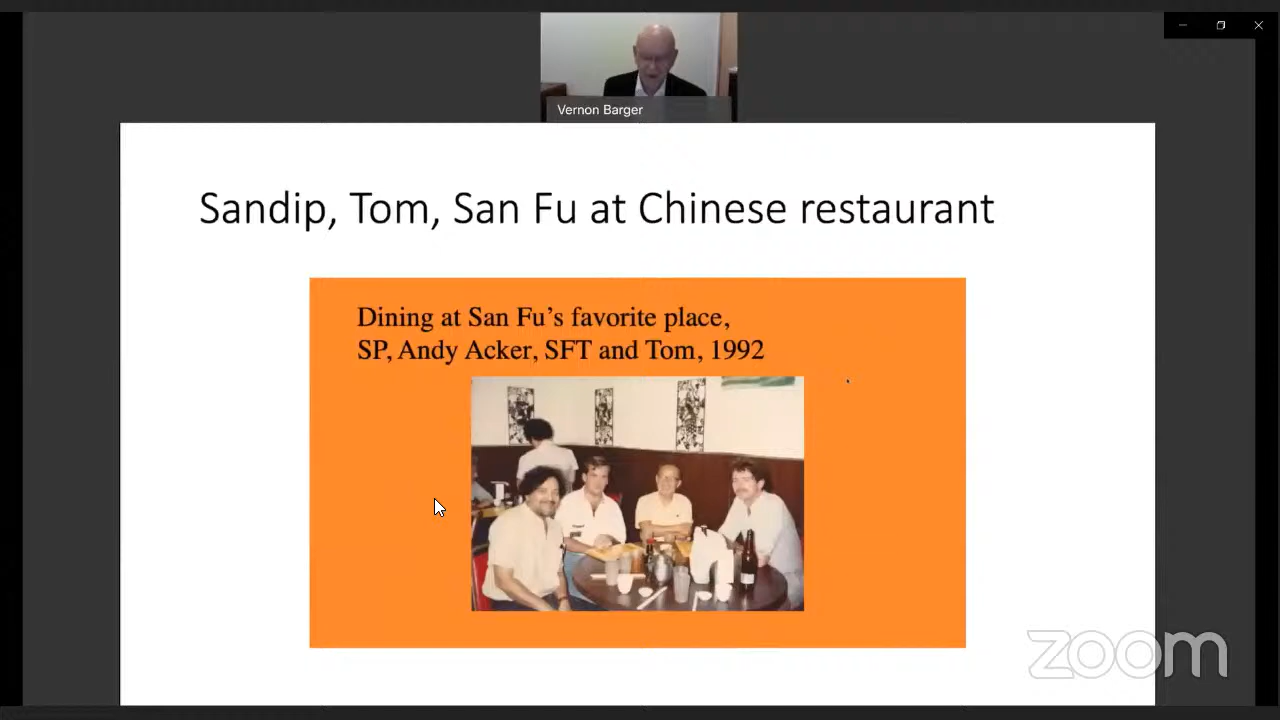 Vernon Barger
Sandip, Tom, San Fu at Chinese restaurant
Dining at San Fu's favorite place,
SP, Andy Acker, SFT and Tom, 1992
zoom